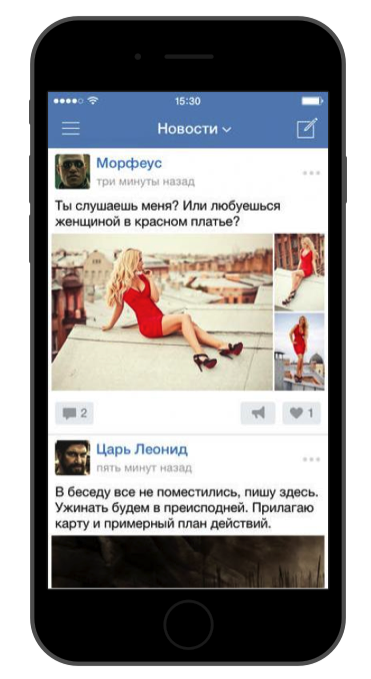 15:30
Новости
Морфеус
три минуты назад
Ты слушаешь меня? Или любуешься
женщиной в красном платье?
2
1
Царь Леонид
пять минут назад
В беседу все не поместились, пишу здесь.
Ужинать будем в преисподней. Прилагаю
карту и примерный план действий.